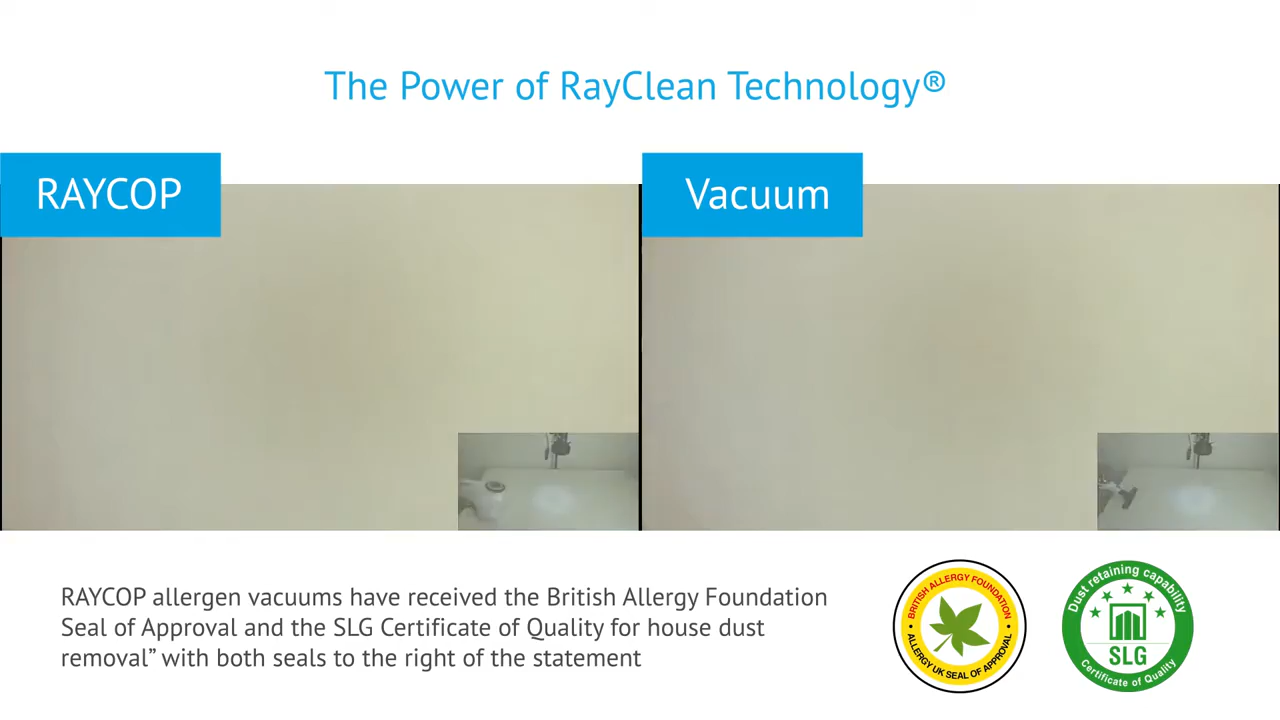 The Power of RayClean Technology®
RAYCOP
Vacuum
RAYCOP allergen vacuums have received the British Allergy Foundation
Seal of Approval and the SLG Certificate of Quality for house dust
removal” with both seals to the right of the statement
BRITISH ALLERGY FOUNDATION
ALLERGY UK SEAL OF APPROVAL
Dust retaining capability
SLG
Certificate of Quality